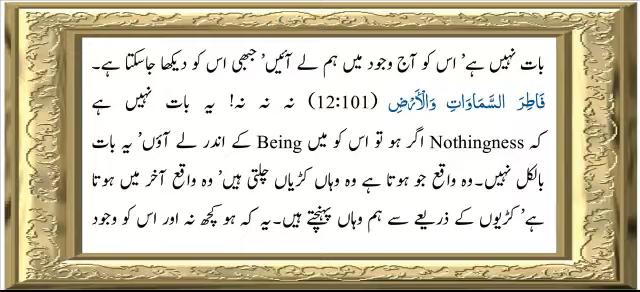 بات نہیں ہے’ اس کو آج وجود میں ہم لے آئیں’ جبھی اس کو دیکھا جاسکتا ہے۔
فَاطِرَ السَّمَاوَاتِ وَالْاَرْضِ (12:101) نہ نہ نہ! یہ بات نہیں ہے
کہ Nothingness اگر ہو تو اس کو میں Being کے اندر لے آؤں’ یہ بات
بالکل نہیں۔ وہ واقع جو ہوتا ہے وہ وہاں کڑیاں چلتی ہیں’ وہ واقع آخر میں ہوتا
ہے’ کڑیوں کے ذریعے سے ہم وہاں پہنچتے ہیں۔ یہ کہ ہو کچھ نہ اور اس کو وجود